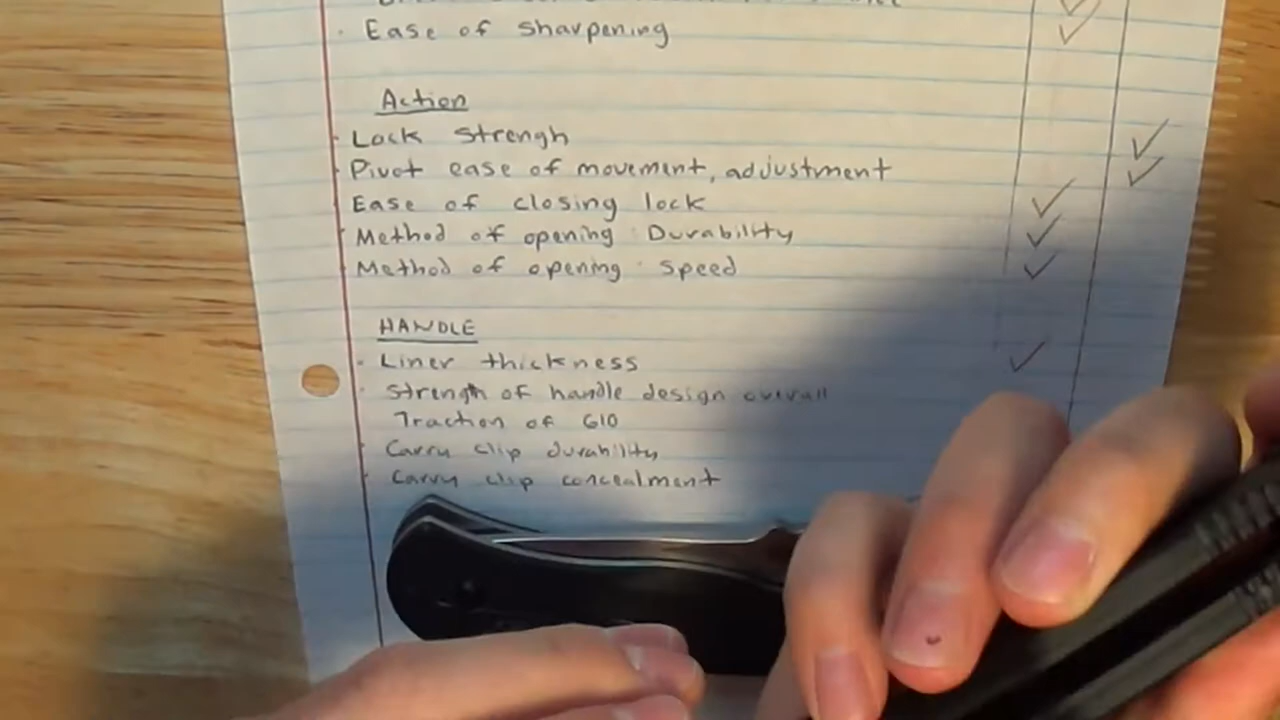 Ease of Sharpening
Action
Lock Strengh
Pivot ease of movement, adjustment
Ease of closing lock
Method of opening Durability
Method of opening Speed
HANDLE
Liner thickness
Strength of handle design overall
Traction of G10
Carry clip durability
Carry clip concealment